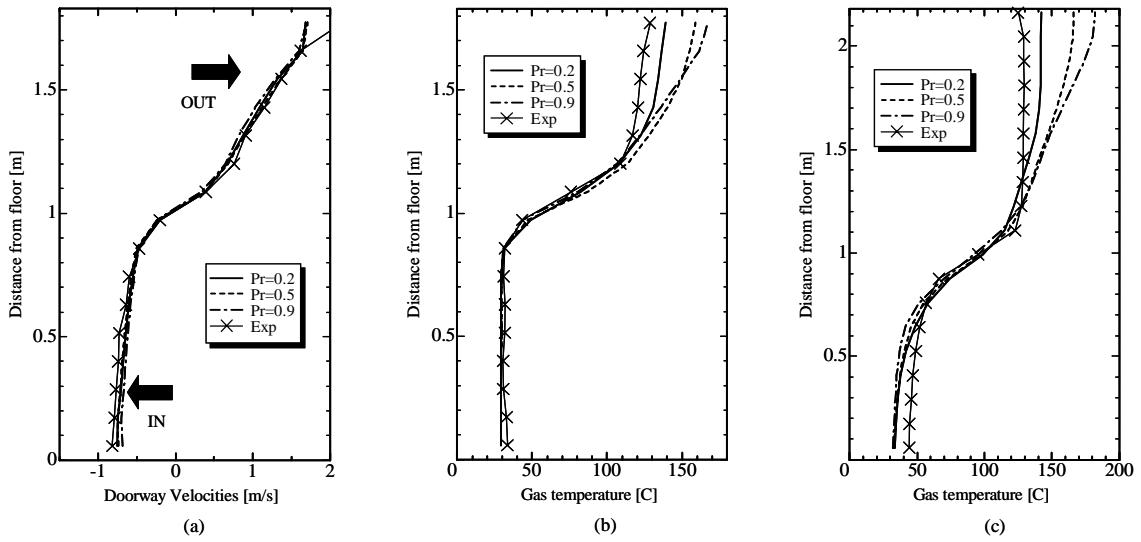 OUT
IN
Pr=0.2
Pr=0.5
Pr=0.9
Exp
Distance from floor [m]
0
0.5
1
1.5
-1
0
1
2
Doorway Velocities [m/s]
(a)
Pr=0.2
Pr=0.5
Pr=0.9
Exp
Distance from floor [m]
0.5
1
1.5
0
50
100
150
Gas temperature [C]
(b)
Pr=0.2
Pr=0.5
Pr=0.9
Exp
Distance from floor [m]
0.5
1
1.5
2
0
50
100
150
200
Gas temperature [C]
(c)